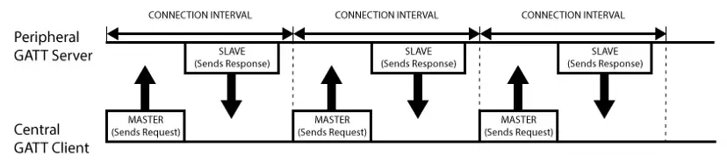 CONNECTION INTERVAL
CONNECTION INTERVAL
CONNECTION INTERVAL
Peripheral
GATT Server
SLAVE
(Sends Response)
SLAVE
(Sends Response)
SLAVE
(Sends Response)
Central
GATT Client
MASTER
(Sends Request)
MASTER
(Sends Request)
MASTER
(Sends Request)